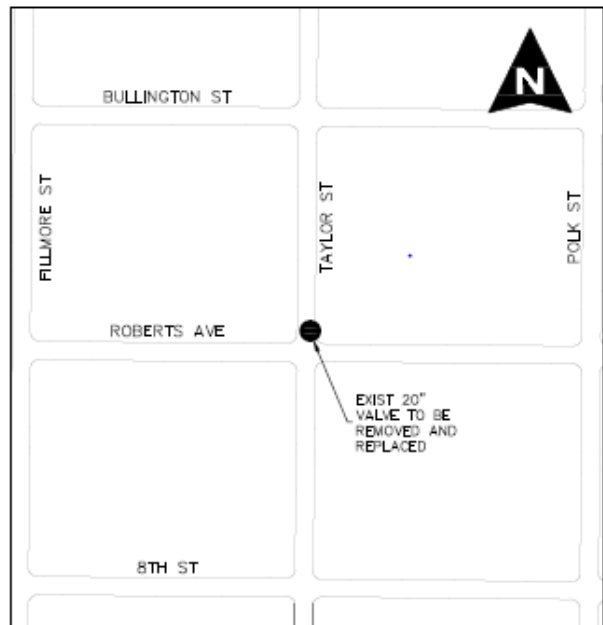 N
BULLINGTON ST
FILLMORE ST
TAYLOR ST
POLK ST
ROBERTS AVE
EXIST 20"
VALVE TO BE
REMOVED AND
REPLACED
8TH ST